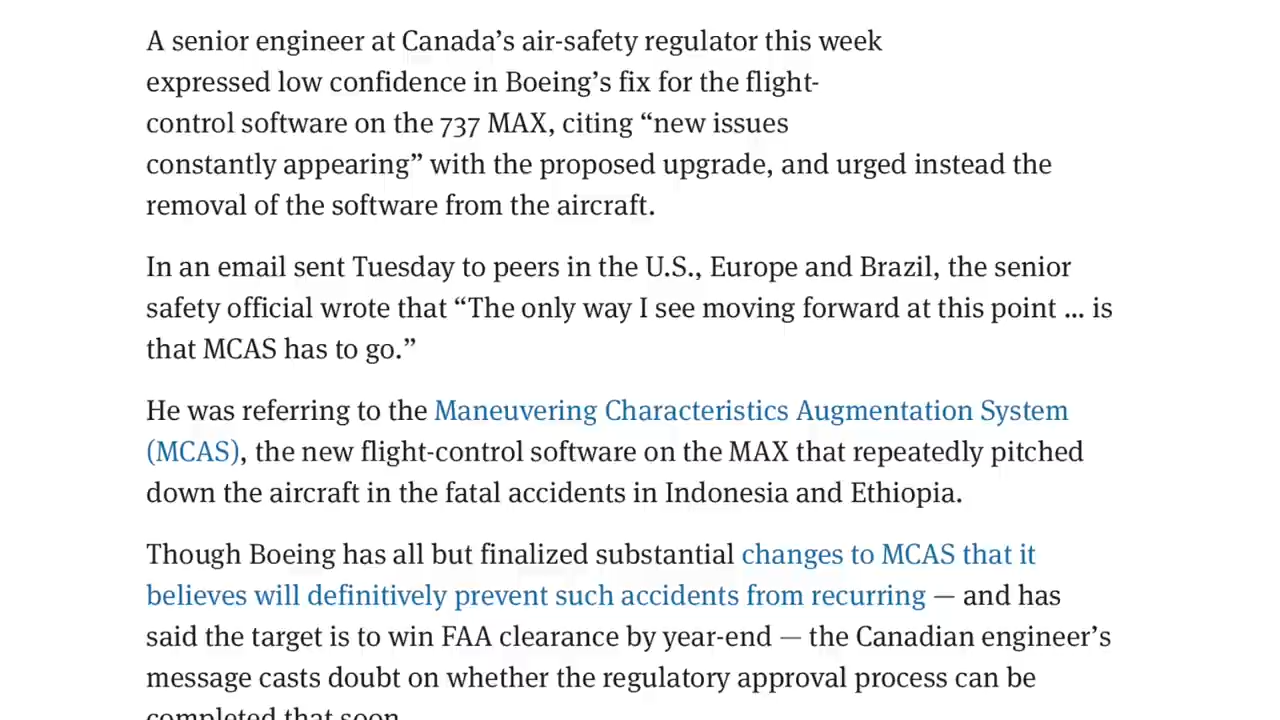 A senior engineer at Canada’s air-safety regulator this week
expressed low confidence in Boeing’s fix for the flight-
control software on the 737 MAX, citing “new issues
constantly appearing” with the proposed upgrade, and urged instead the
removal of the software from the aircraft.
In an email sent Tuesday to peers in the U.S., Europe and Brazil, the senior
safety official wrote that “The only way I see moving forward at this point ... is
that MCAS has to go.”
He was referring to the Maneuvering Characteristics Augmentation System
(MCAS), the new flight-control software on the MAX that repeatedly pitched
down the aircraft in the fatal accidents in Indonesia and Ethiopia.
Though Boeing has all but finalized substantial changes to MCAS that it
believes will definitively prevent such accidents from recurring — and has
said the target is to win FAA clearance by year-end — the Canadian engineer’s
message casts doubt on whether the regulatory approval process can be
completed that soon.